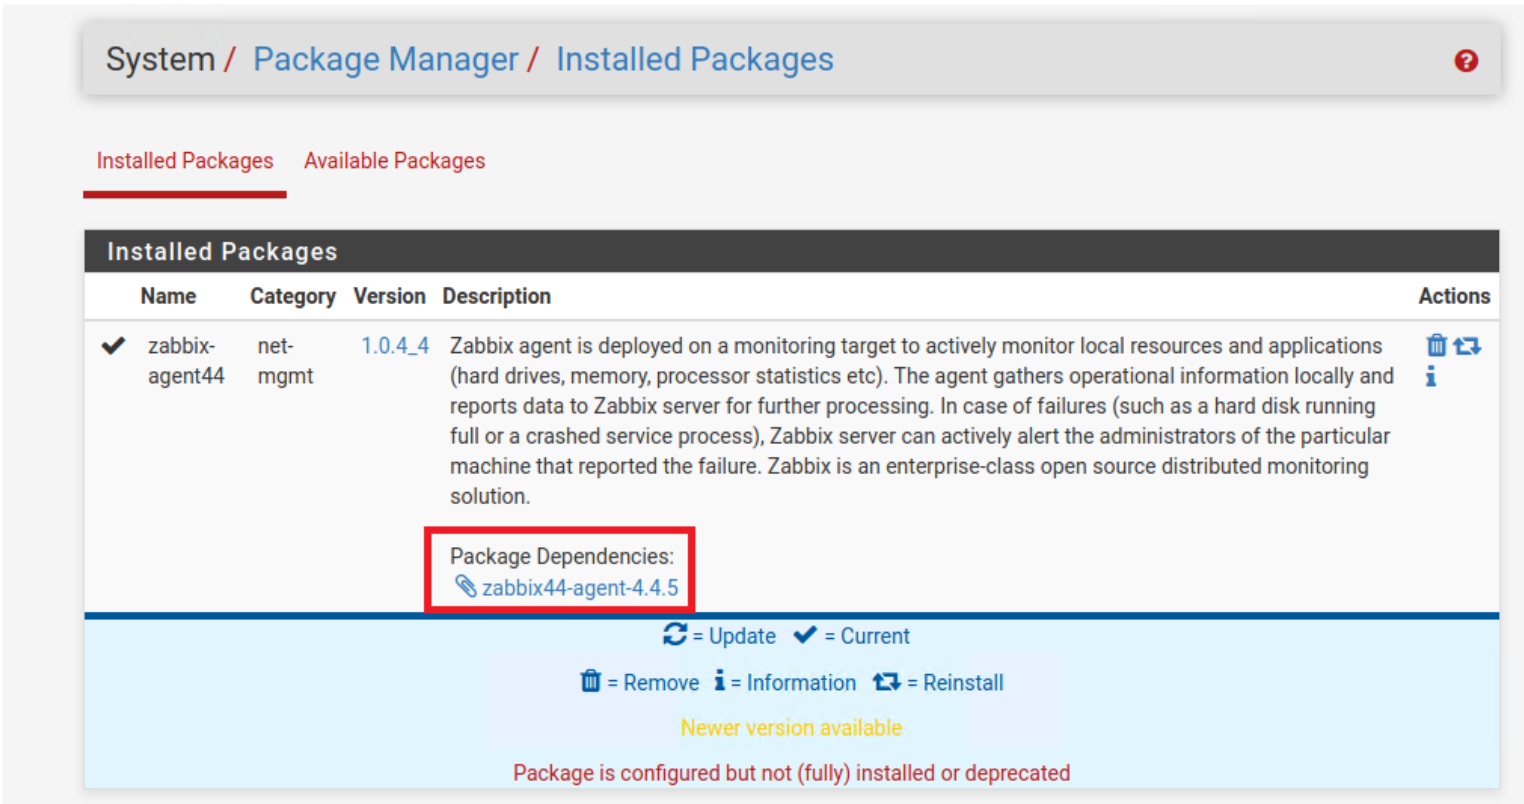 System / Package Manager / Installed Packages
Installed Packages Available Packages
Installed Packages
Name Category Version Description Actions
zabbix- net- 1.0.4_4 Zabbix agent is deployed on a monitoring target to actively monitor local resources and applications
agent44 mgmt (hard drives, memory, processor statistics etc). The agent gathers operational information locally and
reports data to Zabbix server for further processing. In case of failures (such as a hard disk running
full or a crashed service process), Zabbix server can actively alert the administrators of the particular
machine that reported the failure. Zabbix is an enterprise-class open source distributed monitoring
solution.
Package Dependencies:
zabbix44-agent-4.4.5
= Update = Current
= Remove = Information = Reinstall
Newer version available
Package is configured but not (fully) installed or deprecated